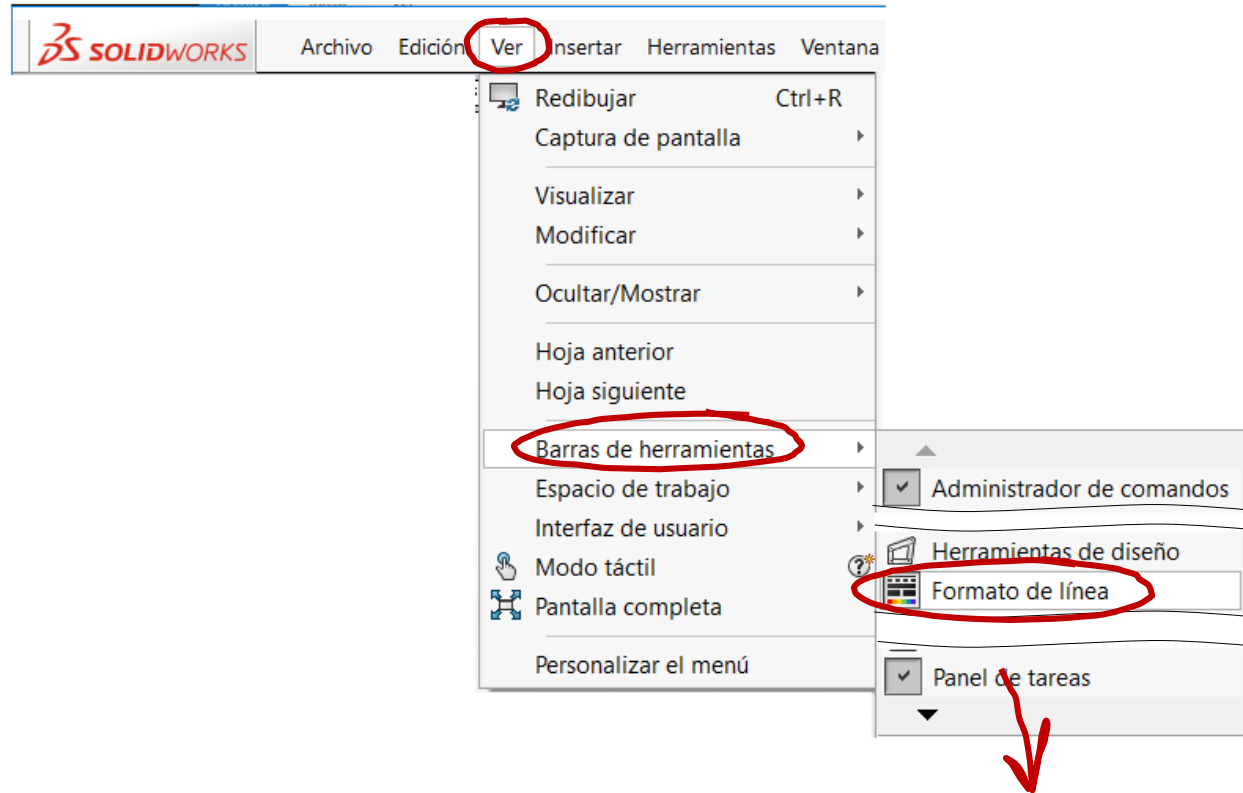 SOLIDWORKS Archivo Edición Ver Insertar Herramientas Ventana
Redibujar Ctrl+R
Captura de pantalla
Visualizar
Modificar
Ocultar/Mostrar
Hoja anterior
Hoja siguiente
Barras de herramientas
Espacio de trabajo
Interfaz de usuario
Modo táctil
Pantalla completa
Personalizar el menú
Administrador de comandos
Herramientas de diseño
Formato de línea
Panel de tareas